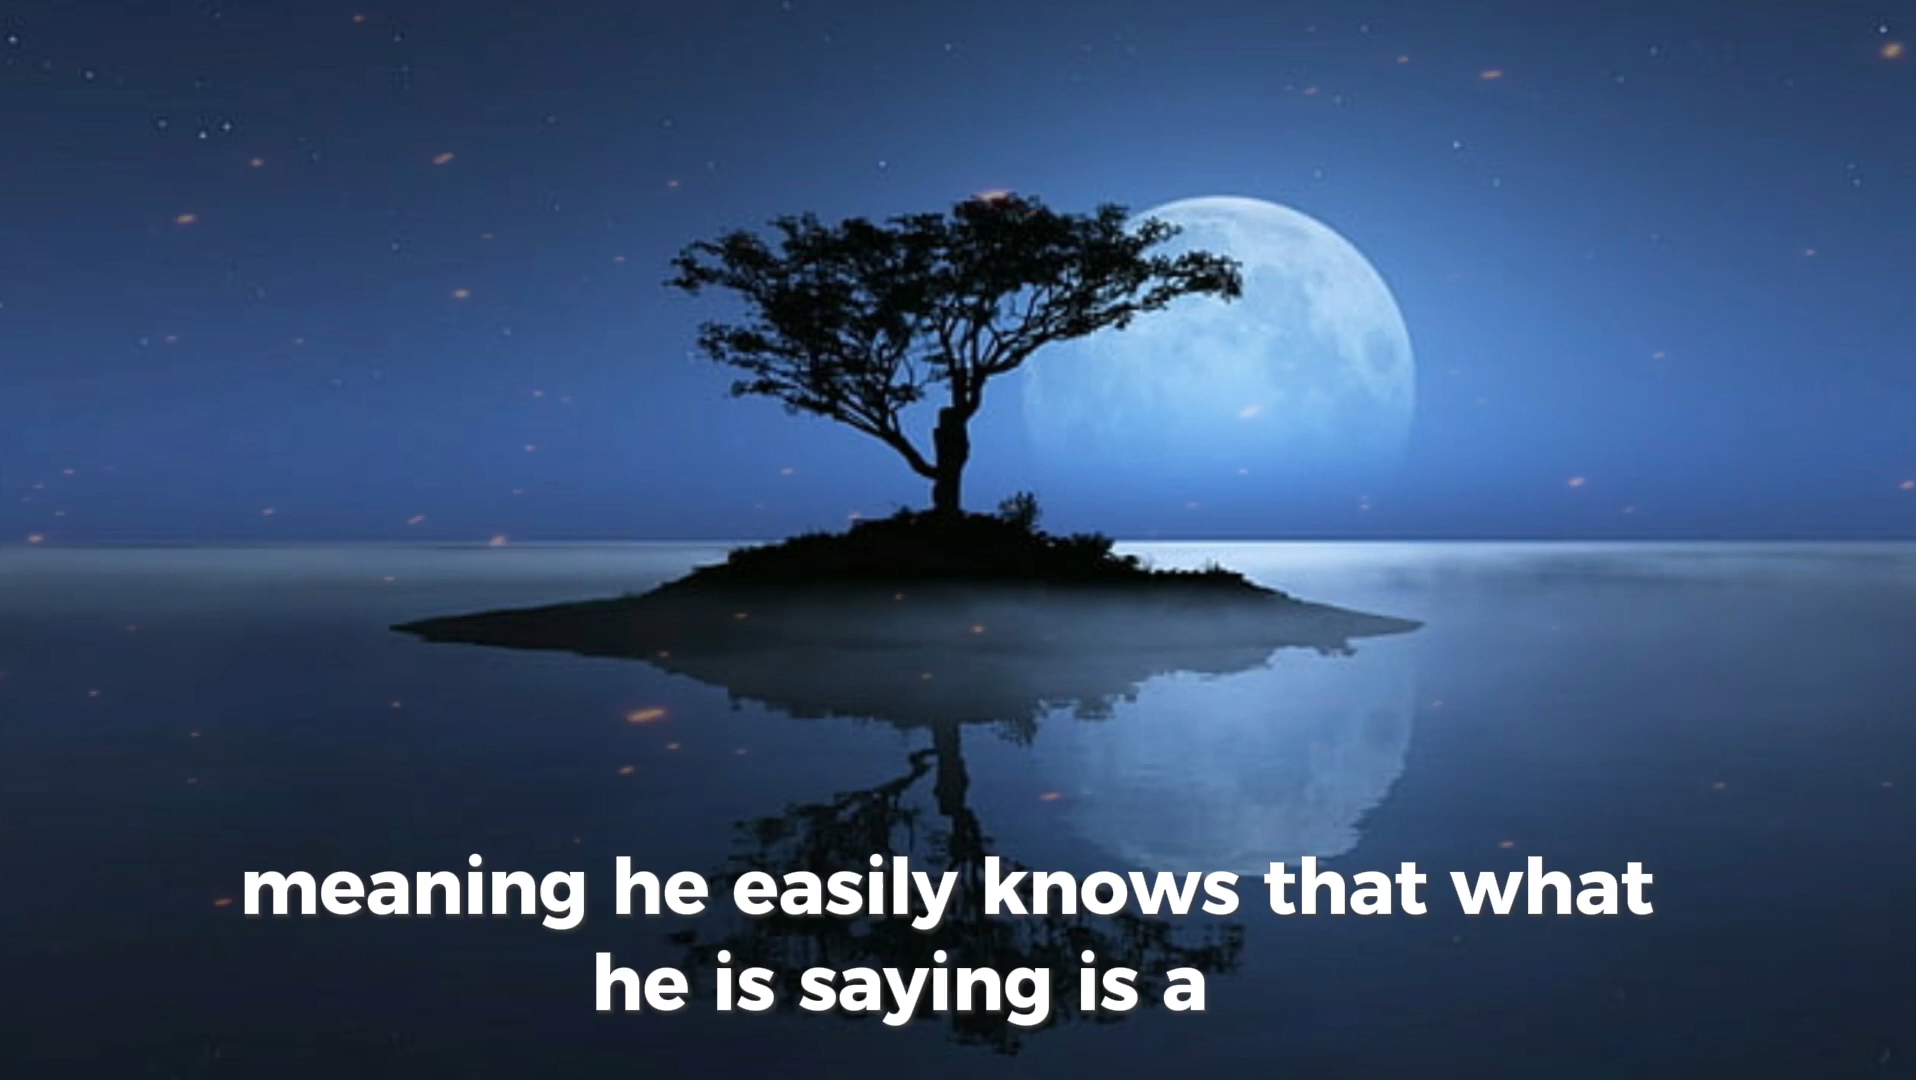 meaning he easily knows that what
he is saying is a